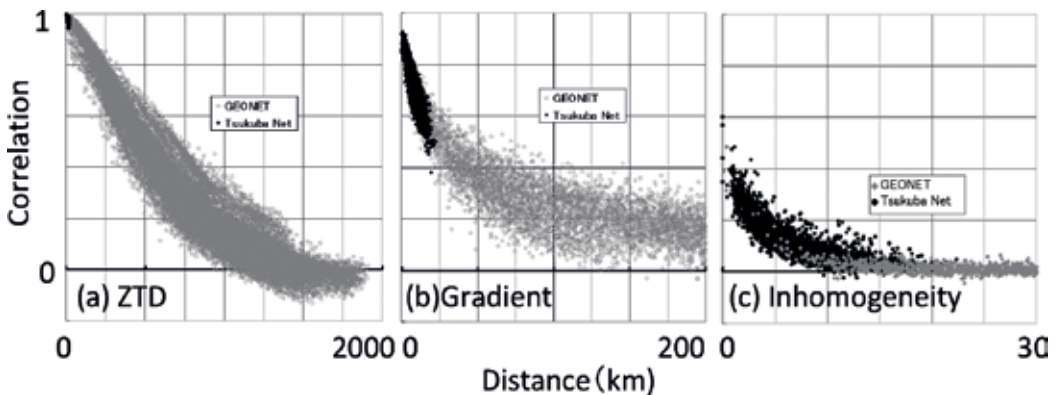 Correlation
1
0
GEONET
Tsukuba Net
(a) ZTD
0
2000
GEONET
Tsukuba Net
(b)Gradient
0
200
GEONET
Tsukuba Net
(c) Inhomogeneity
0
30
Distance(km)